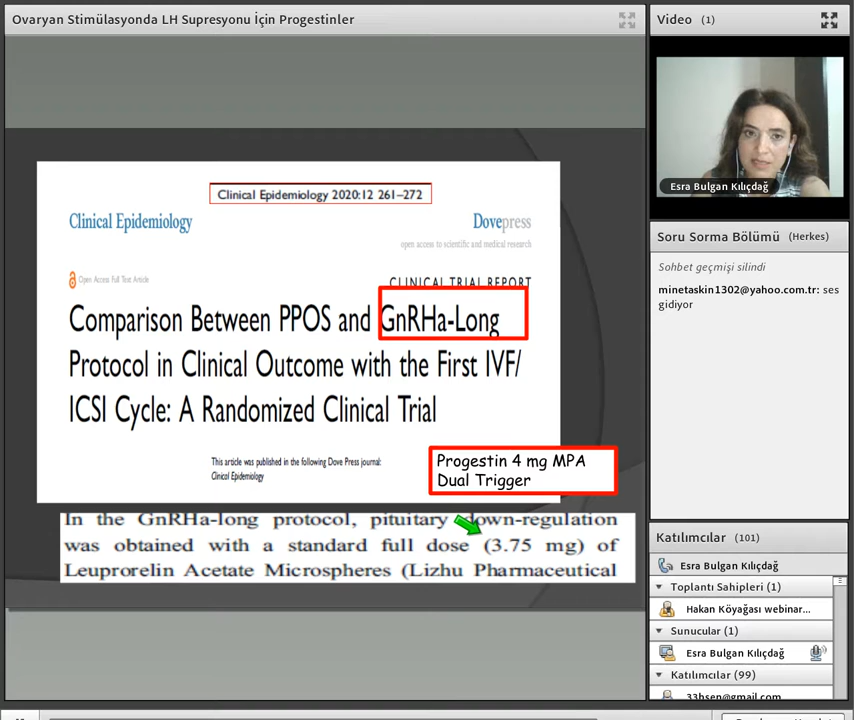 Ovaryan Stimülasyonda LH Supresyonu İçin Progestinler
Clinical Epidemiology 2020:12 261–272
Clinical Epidemiology
Dovepress
open access to scientific and medical research
Open Access Full Text Article
CLINICAL TRIAL REPORT
Comparison Between PPOS and GnRHa-Long
Protocol in Clinical Outcome with the First IVF/
ICSI Cycle: A Randomized Clinical Trial
This article was published in the following Dove Press journal:
Clinical Epidemiology
Progestin 4 mg MPA
Dual Trigger
In the GnRHa-long protocol, pituitary down-regulation
was obtained with a standard full dose (3.75 mg) of
Leuprorelin Acetate Microspheres (Lizhu Pharmaceutical
Video (1)
Esra Bulgan Kılıçdağ
Soru Sorma Bölümü (Herkes)
Sohbet geçmişi silindi
minetaskin1302@yahoo.com.tr: ses
gidiyor
Katılımcılar (101)
Esra Bulgan Kılıçdağ
Toplantı Sahipleri (1)
Hakan Köyağası webinar...
Sunucular (1)
Esra Bulgan Kılıçdağ
Katılımcılar (99)
33bsen@gmail.com